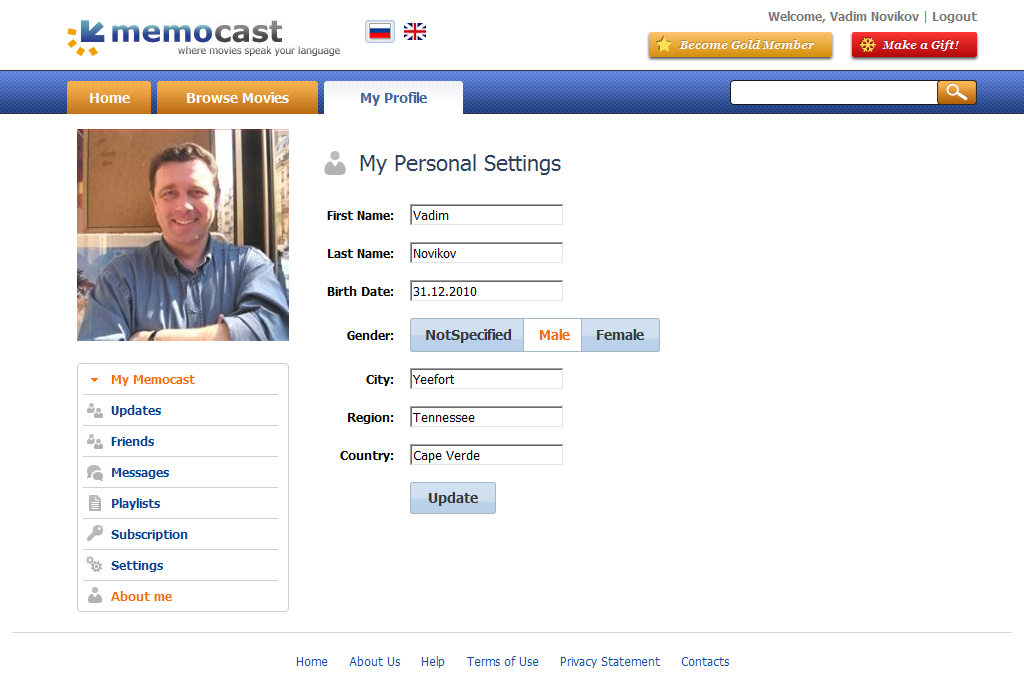 memocast
where movies speak your language
Welcome, Vadim Novikov | Logout
Become Gold Member
Make a Gift!
Home
Browse Movies
My Profile
My Personal Settings
First Name: Vadim
Last Name: Novikov
Birth Date: 31.12.2010
Gender: NotSpecified Male Female
City: Yeefort
Region: Tennessee
Country: Cape Verde
Update
My Memocast
Updates
Friends
Messages
Playlists
Subscription
Settings
About me
Home About Us Help Terms of Use Privacy Statement Contacts